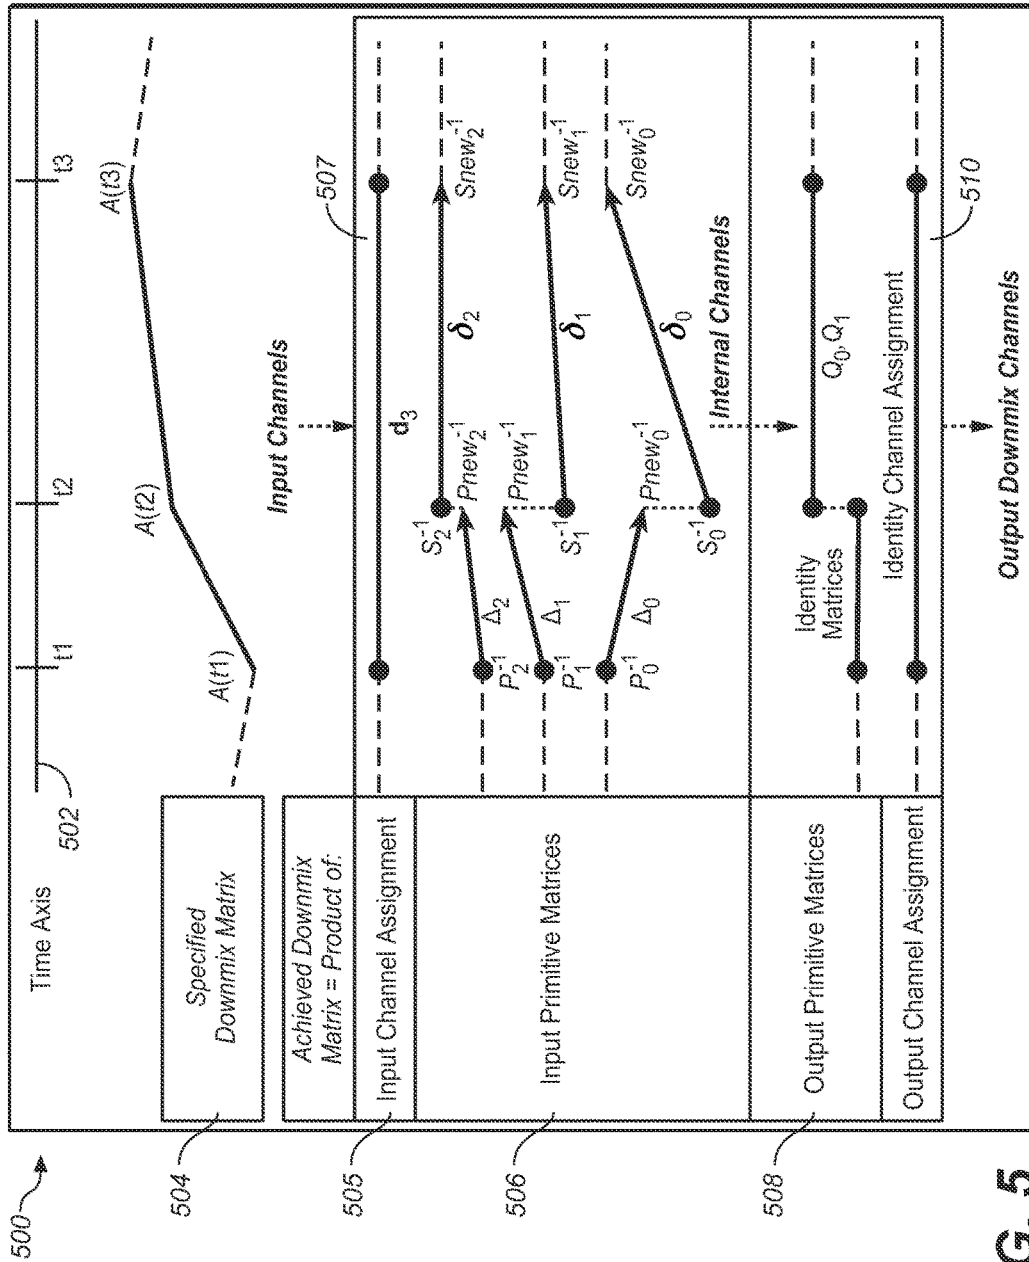 500
Time Axis
502
t1
t2
t3
504
Specified
Downmix Matrix
A(t1)
A(t2)
A(t3)
Achieved Downmix
Matrix = Product of:
Input Channels
507
505
Input Channel Assignment
d₃
506
Input Primitive Matrices
P₂⁻¹
Δ₂
Pnew₂⁻¹
S₂⁻¹
δ₂
Snew₂⁻¹
P₁⁻¹
Δ₁
Pnew₁⁻¹
S₁⁻¹
δ₁
Snew₁⁻¹
P₀⁻¹
Δ₀
Pnew₀⁻¹
S₀⁻¹
δ₀
Snew₀⁻¹
Internal Channels
508
Output Primitive Matrices
Identity
Matrices
Q₀, Q₁
Output Channel Assignment
Identity Channel Assignment
510
Output Downmix Channels
G. 5